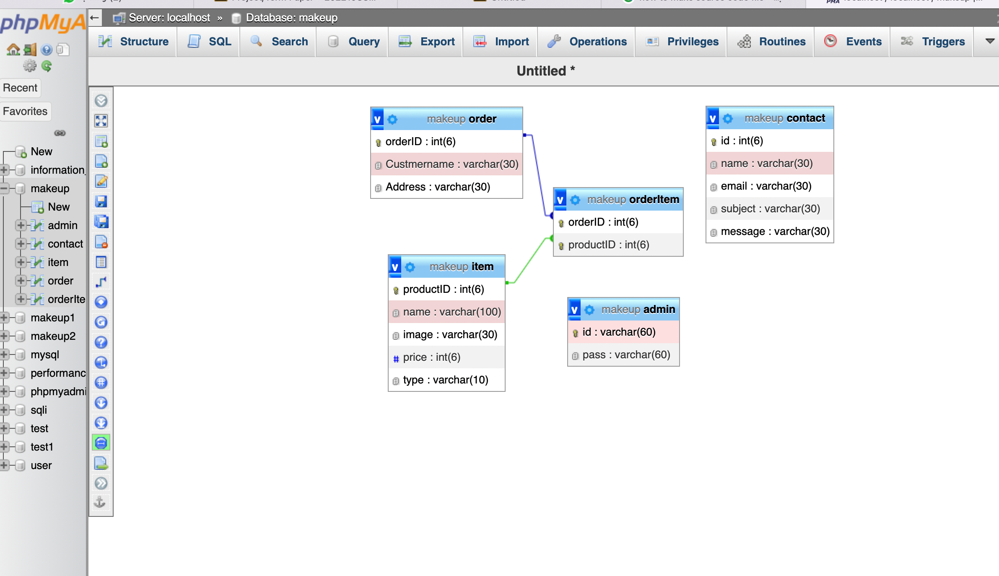 phpMyA
Server: localhost » Database: makeup
Structure
SQL
Search
Query
Export
Import
Operations
Privileges
Routines
Events
Triggers
Untitled *
Recent
Favorites
New
information_
makeup
New
admin
contact
item
order
orderIte
makeup1
makeup2
mysql
performanc
phpmyadmi
sqli
test
test1
user
makeup order
orderID : int(6)
Custmername : varchar(30)
Address : varchar(30)
makeup contact
id : int(6)
name : varchar(30)
email : varchar(30)
subject : varchar(30)
message : varchar(30)
makeup orderItem
orderID : int(6)
productID : int(6)
makeup item
productID : int(6)
name : varchar(100)
image : varchar(30)
price : int(6)
type : varchar(10)
makeup admin
id : varchar(60)
pass : varchar(60)